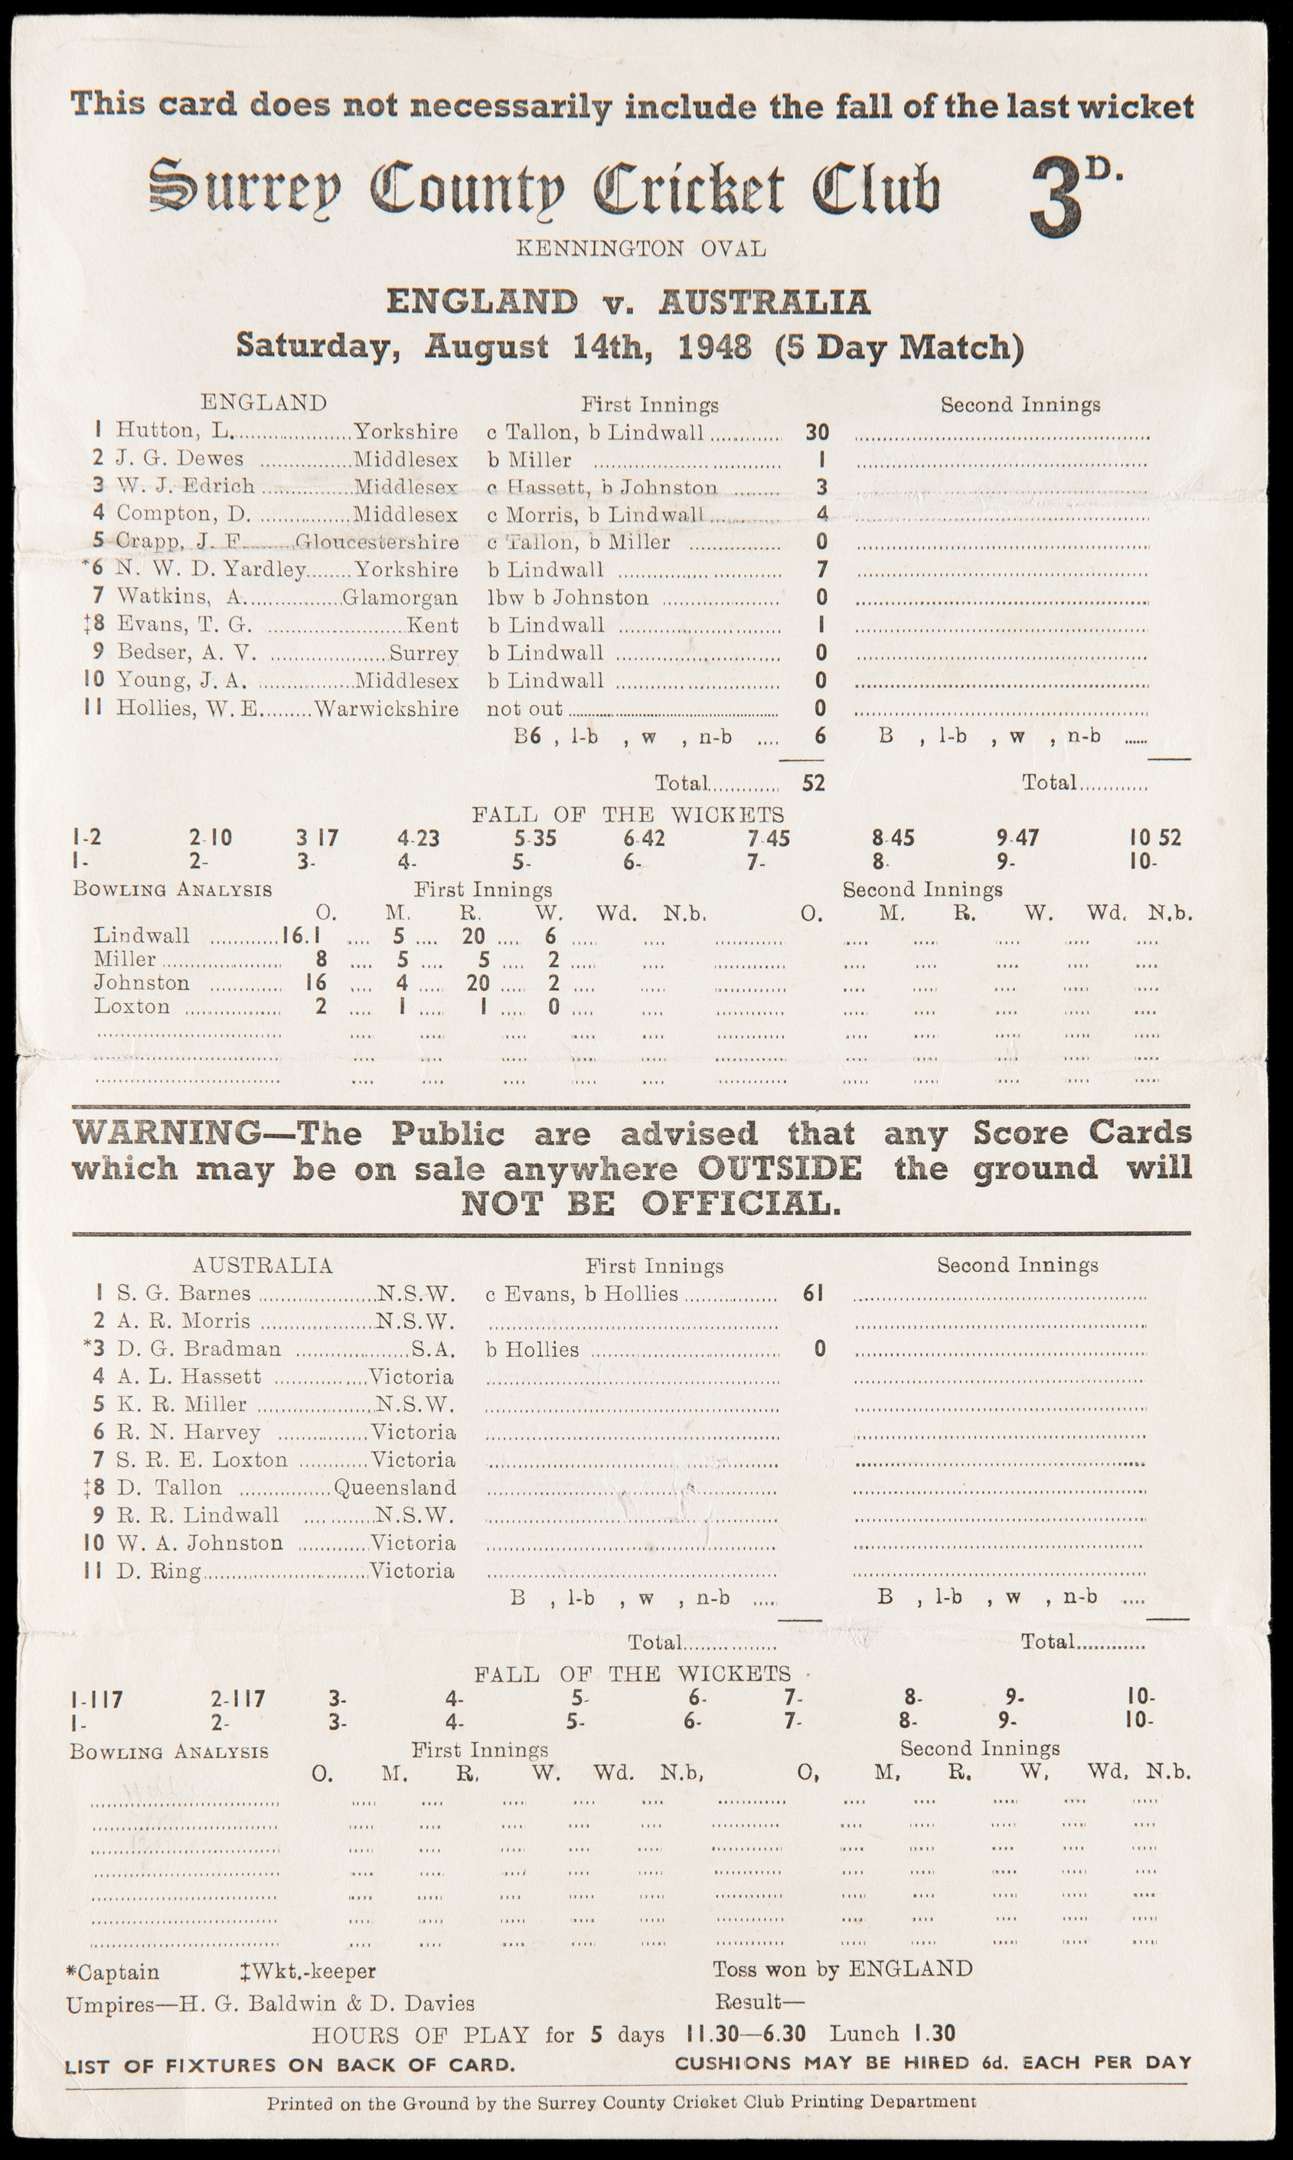 This card does not necessarily include the fall of the last wicket
Surrey County Cricket Club 3D.
KENNINGTON OVAL
ENGLAND v. AUSTRALIA
Saturday, August 14th, 1948 (5 Day Match)
ENGLAND First Innings Second Innings
1 Hutton, L. Yorkshire c Tallon, b Lindwall 30
2 J. G. Dewes Middlesex b Miller 1
3 W. J. Edrich Middlesex c Hassett, b Johnston 3
4 Compton, D. Middlesex c Morris, b Lindwall 4
5 Crapp, J. F. Gloucestershire c Tallon, b Miller 0
*6 N. W. D. Yardley Yorkshire b Lindwall 7
7 Watkins, A. Glamorgan lbw b Johnston 0
‡8 Evans, T. G. Kent b Lindwall 1
9 Bedser, A. V. Surrey b Lindwall 0
10 Young, J. A. Middlesex b Lindwall 0
11 Hollies, W. E. Warwickshire not out 0
B6 , l-b , w , n-b .... 6 B , l-b , w , n-b ......
Total 52 Total
FALL OF THE WICKETS
1-2 2-10 3 17 4-23 5-35 6-42 7-45 8-45 9-47 10 52
1- 2- 3- 4- 5- 6- 7- 8- 9- 10-
BOWLING ANALYSIS First Innings Second Innings
O. M. R. W. Wd. N.b. O. M. R. W. Wd. N.b.
Lindwall 16.1 5 20 6
Miller 8 5 5 2
Johnston 16 4 20 2
Loxton 2 1 1 0
WARNING—The Public are advised that any Score Cards
which may be on sale anywhere OUTSIDE the ground will
NOT BE OFFICIAL.
AUSTRALIA First Innings Second Innings
1 S. G. Barnes N.S.W. c Evans, b Hollies 61
2 A. R. Morris N.S.W.
*3 D. G. Bradman S.A. b Hollies 0
4 A. L. Hassett Victoria
5 K. R. Miller N.S.W.
6 R. N. Harvey Victoria
7 S. R. E. Loxton Victoria
‡8 D. Tallon Queensland
9 R. R. Lindwall N.S.W.
10 W. A. Johnston Victoria
11 D. Ring Victoria
B , l-b , w , n-b .... B , l-b , w , n-b ....
Total Total
FALL OF THE WICKETS
1-117 2-117 3- 4- 5- 6- 7- 8- 9- 10-
1- 2- 3- 4- 5- 6- 7- 8- 9- 10-
BOWLING ANALYSIS First Innings Second Innings
O. M. R. W. Wd. N.b, O, M, R. W, Wd, N.b.
*Captain ‡Wkt.-keeper Toss won by ENGLAND
Umpires—H. G. Baldwin & D. Davies Result—
HOURS OF PLAY for 5 days 11.30—6.30 Lunch 1.30
LIST OF FIXTURES ON BACK OF CARD. CUSHIONS MAY BE HIRED 6d. EACH PER DAY
Printed on the Ground by the Surrey County Cricket Club Printing Department